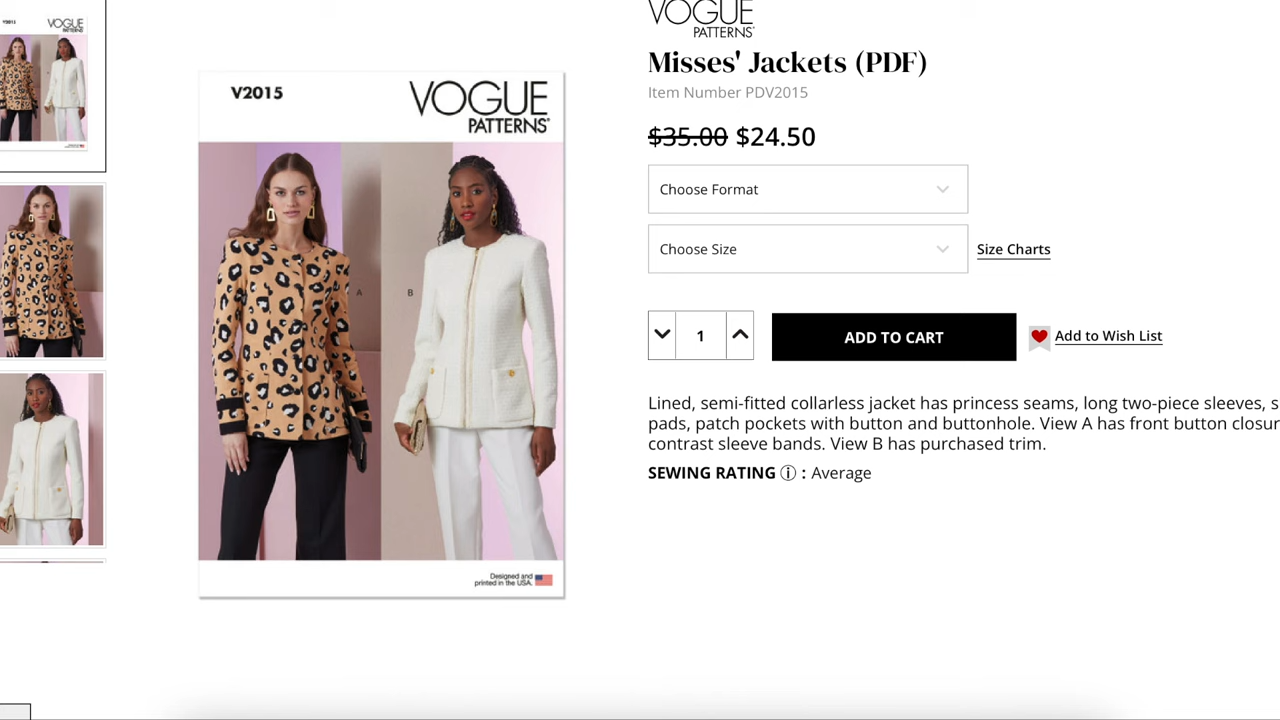 VOGUE
PATTERNS
V2015
VOGUE
PATTERNS
A
B
Designed and
printed in the USA.
VOGUE
PATTERNS
Misses' Jackets (PDF)
Item Number PDV2015
$35.00 $24.50
Choose Format
Choose Size
Size Charts
1
ADD TO CART
Add to Wish List
Lined, semi-fitted collarless jacket has princess seams, long two-piece sleeves, s
pads, patch pockets with button and buttonhole. View A has front button closur
contrast sleeve bands. View B has purchased trim.
SEWING RATING ⓘ : Average